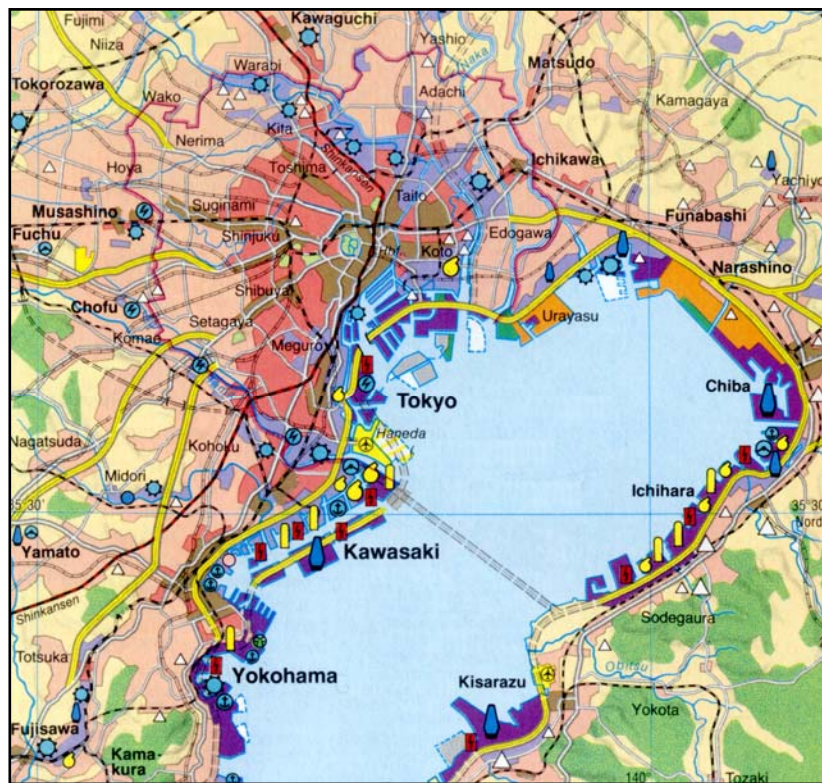 Fujimi
Niiza
Kawaguchi
Yashio
Naka
Matsudo
Warabi
Tokorozawa
Wako
Adachi
Kamagaya
Kita
Nerima
Hoya
Toshima
Shinkansen
Ichikawa
Yachiyo
Suginami
Taito
Musashino
Fuchu
Shinjuku
Hbf.
Koto
Edogawa
Funabashi
Narashino
Shibuya
Chofu
Setagaya
Urayasu
Komae
Meguro
Tokyo
Chiba
Nagatsuda
Kohoku
Haneda
Midori
Ichihara
35°30'
35°30'
Nord
Yamato
Kawasaki
Shinkansen
Sodegaura
Totsuka
Yokohama
Obitsu
Kisarazu
Yokota
Fujisawa
Kama-
kura
140°
Tozaki